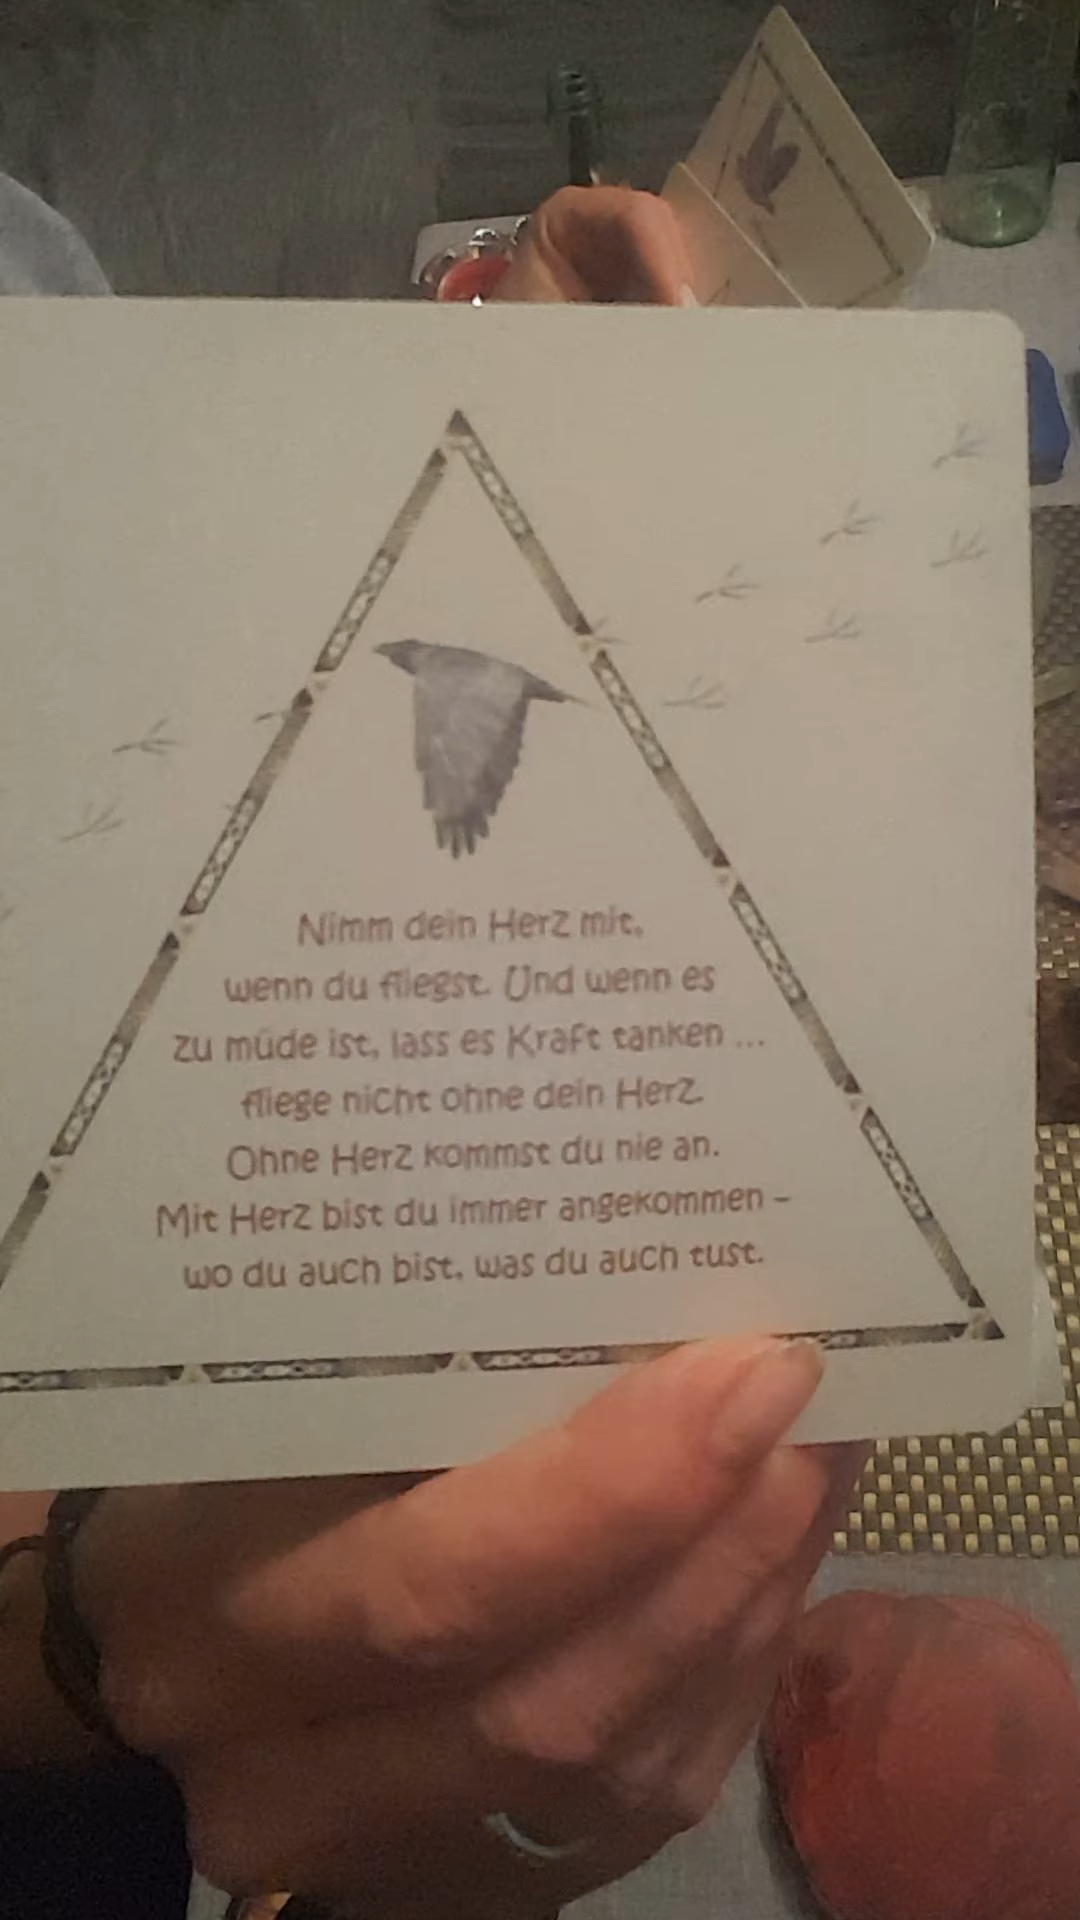 Nimm dein Herz mit,
wenn du fliegst. Und wenn es
zu müde ist, lass es Kraft tanken ...
fliege nicht ohne dein Herz.
Ohne Herz kommst du nie an.
Mit Herz bist du immer angekommen –
wo du auch bist, was du auch tust.